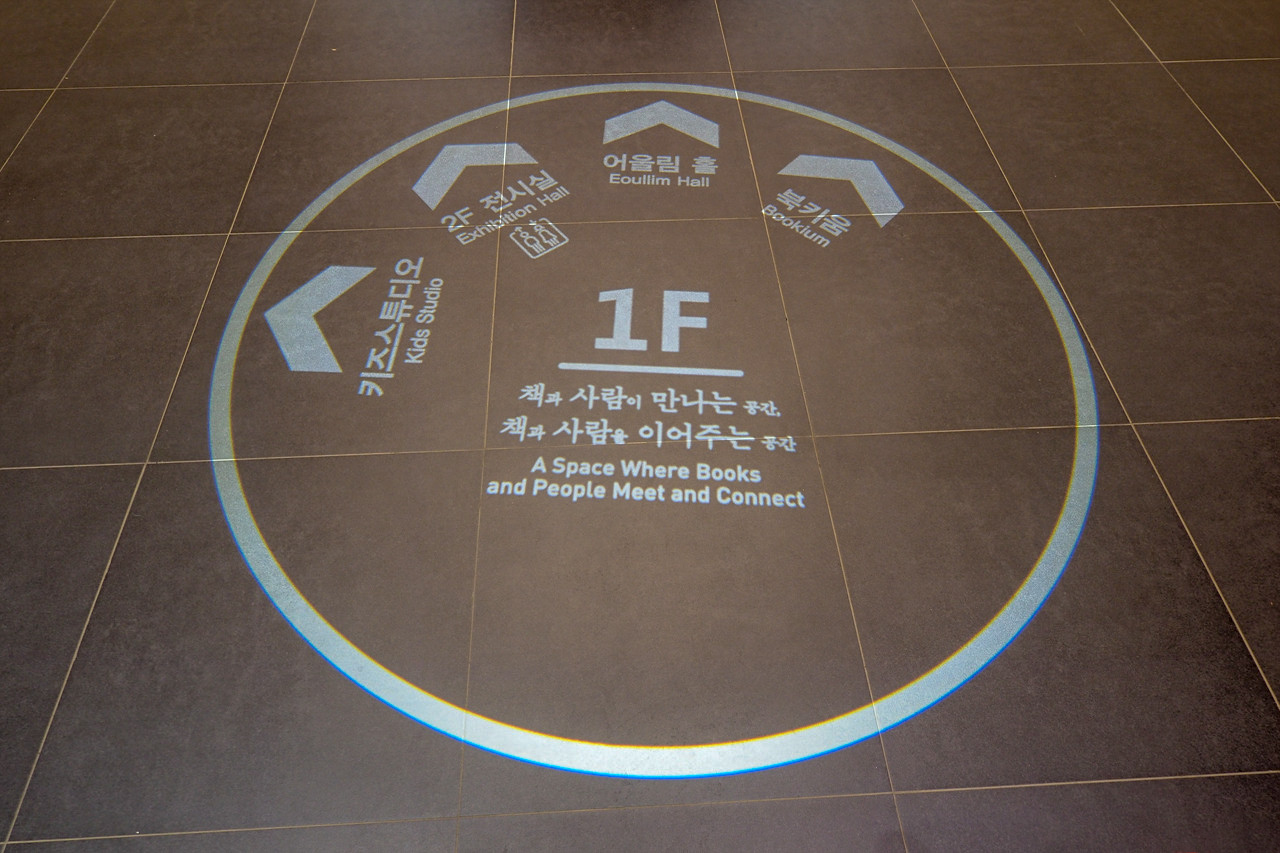 키즈스튜디오
Kids Studio
2F 전시실
Exhibition Hall
어울림 홀
Eoullim Hall
북키움
Bookium
1F
책과 사람이 만나는 공간,
책과 사람을 이어주는 공간
A Space Where Books
and People Meet and Connect